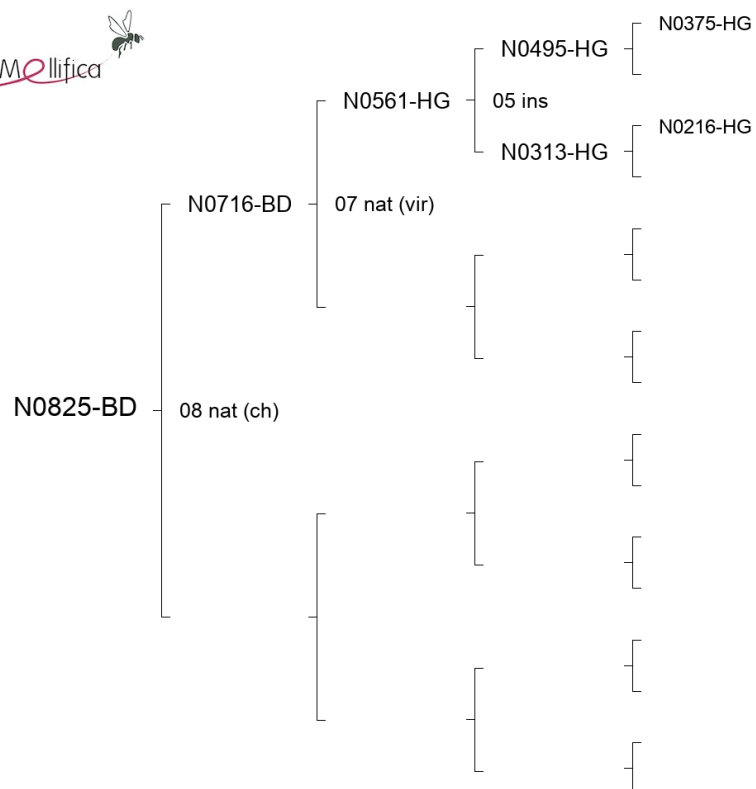 Mellifica
N0375-HG
N0495-HG
N0561-HG
05 ins
N0216-HG
N0313-HG
N0716-BD
07 nat (vir)
N0825-BD
08 nat (ch)